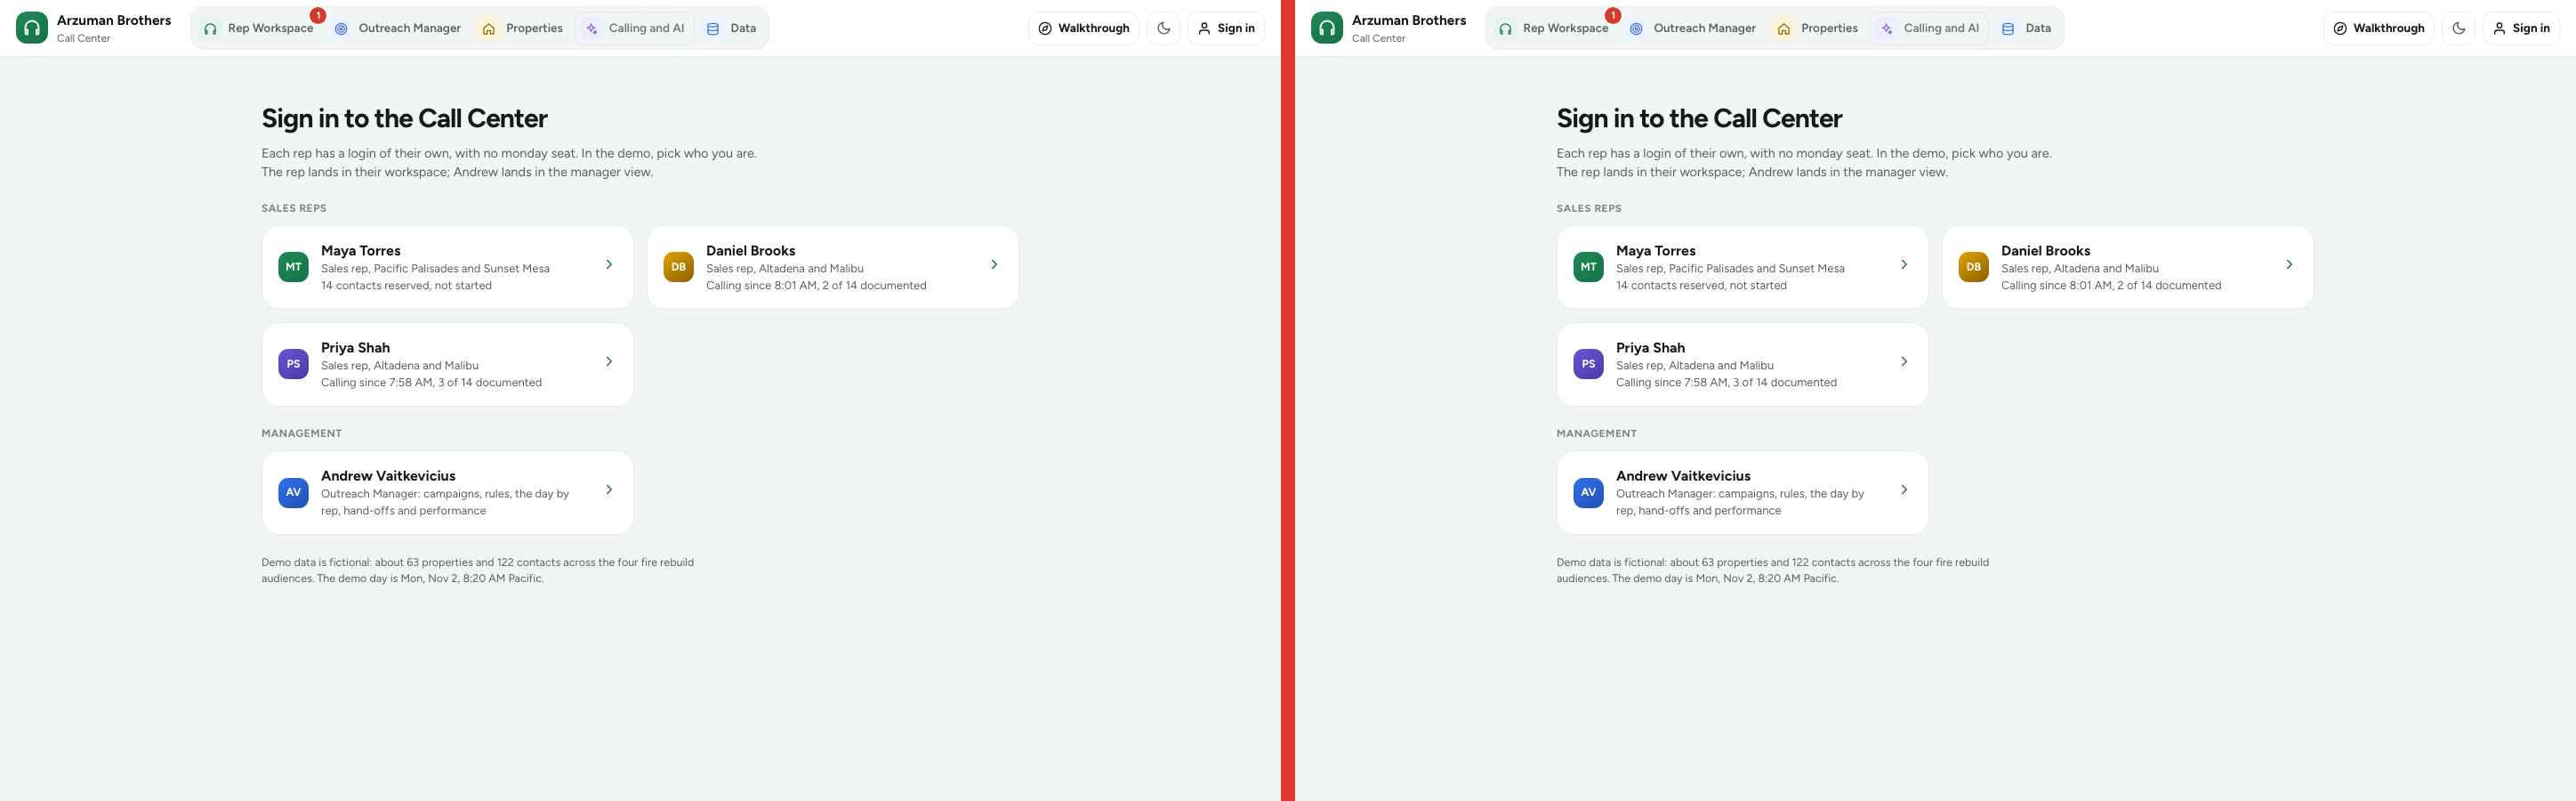 Arzuman Brothers
Call Center
Rep Workspace
1
Outreach Manager
Properties
Calling and AI
Data
Walkthrough
Sign in
Sign in to the Call Center
Each rep has a login of their own, with no monday seat. In the demo, pick who you are.
The rep lands in their workspace; Andrew lands in the manager view.
SALES REPS
MT
Maya Torres
Sales rep, Pacific Palisades and Sunset Mesa
14 contacts reserved, not started
DB
Daniel Brooks
Sales rep, Altadena and Malibu
Calling since 8:01 AM, 2 of 14 documented
PS
Priya Shah
Sales rep, Altadena and Malibu
Calling since 7:58 AM, 3 of 14 documented
MANAGEMENT
AV
Andrew Vaitkevicius
Outreach Manager: campaigns, rules, the day by
rep, hand-offs and performance
Demo data is fictional: about 63 properties and 122 contacts across the four fire rebuild
audiences. The demo day is Mon, Nov 2, 8:20 AM Pacific.
Arzuman Brothers
Call Center
Rep Workspace
1
Outreach Manager
Properties
Calling and AI
Data
Walkthrough
Sign in
Sign in to the Call Center
Each rep has a login of their own, with no monday seat. In the demo, pick who you are.
The rep lands in their workspace; Andrew lands in the manager view.
SALES REPS
MT
Maya Torres
Sales rep, Pacific Palisades and Sunset Mesa
14 contacts reserved, not started
DB
Daniel Brooks
Sales rep, Altadena and Malibu
Calling since 8:01 AM, 2 of 14 documented
PS
Priya Shah
Sales rep, Altadena and Malibu
Calling since 7:58 AM, 3 of 14 documented
MANAGEMENT
AV
Andrew Vaitkevicius
Outreach Manager: campaigns, rules, the day by
rep, hand-offs and performance
Demo data is fictional: about 63 properties and 122 contacts across the four fire rebuild
audiences. The demo day is Mon, Nov 2, 8:20 AM Pacific.